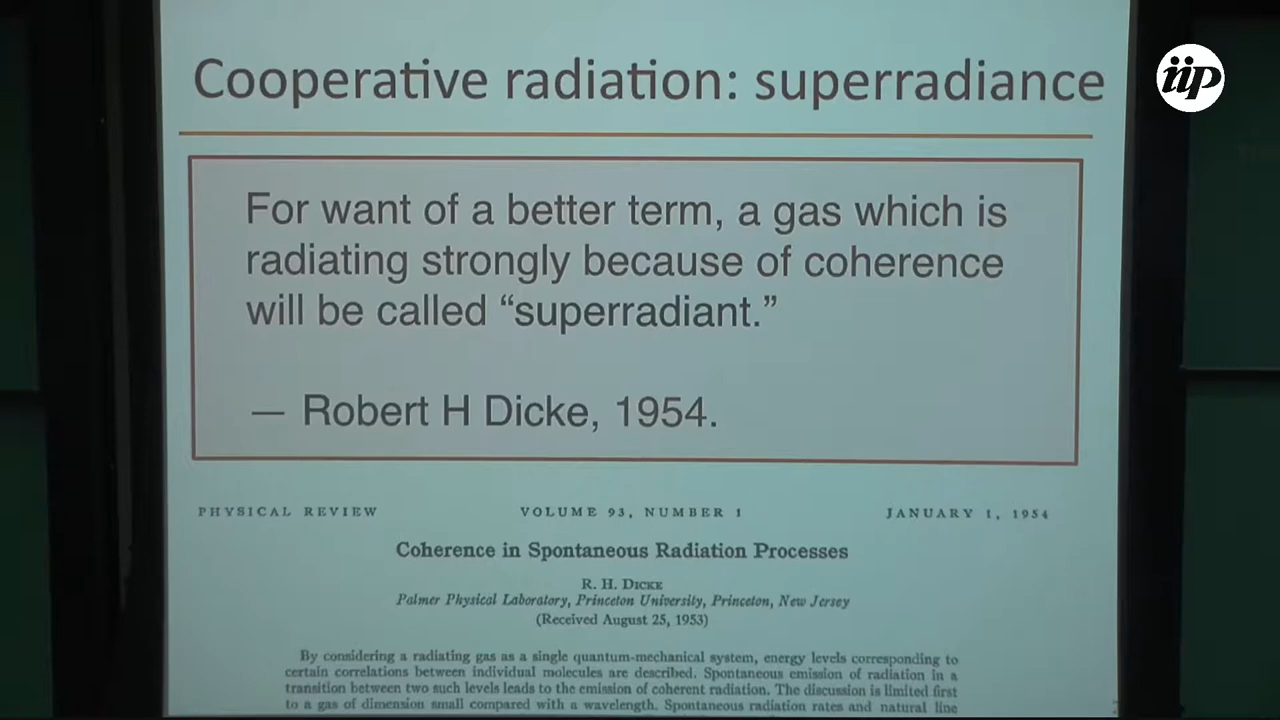 Cooperative radiation: superradiance
iip
For want of a better term, a gas which is
radiating strongly because of coherence
will be called “superradiant.”
— Robert H Dicke, 1954.
PHYSICAL REVIEW VOLUME 93, NUMBER 1 JANUARY 1, 1954
Coherence in Spontaneous Radiation Processes
R. H. DICKE
Palmer Physical Laboratory, Princeton University, Princeton, New Jersey
(Received August 25, 1953)
By considering a radiating gas as a single quantum-mechanical system, energy levels corresponding to
certain correlations between individual molecules are described. Spontaneous emission of radiation in a
transition between two such levels leads to the emission of coherent radiation. The discussion is limited first
to a gas of dimension small compared with a wavelength. Spontaneous radiation rates and natural line